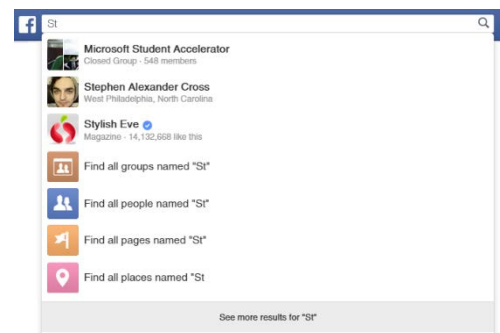 f St
Microsoft Student Accelerator
Closed Group · 548 members
Stephen Alexander Cross
West Philadelphia, North Carolina
Stylish Eve
Magazine · 14,132,668 like this
Find all groups named "St"
Find all people named "St"
Find all pages named "St"
Find all places named "St
See more results for "St"